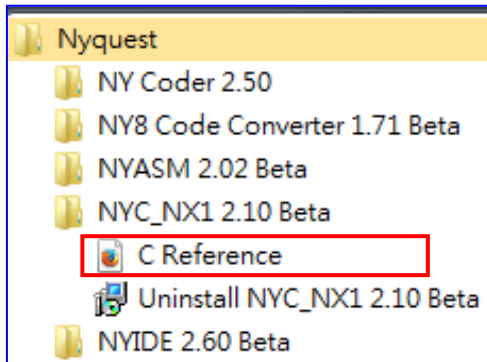 Nyquest
NY Coder 2.50
NY8 Code Converter 1.71 Beta
NYASM 2.02 Beta
NYC_NX1 2.10 Beta
C Reference
Uninstall NYC_NX1 2.10 Beta
NYIDE 2.60 Beta